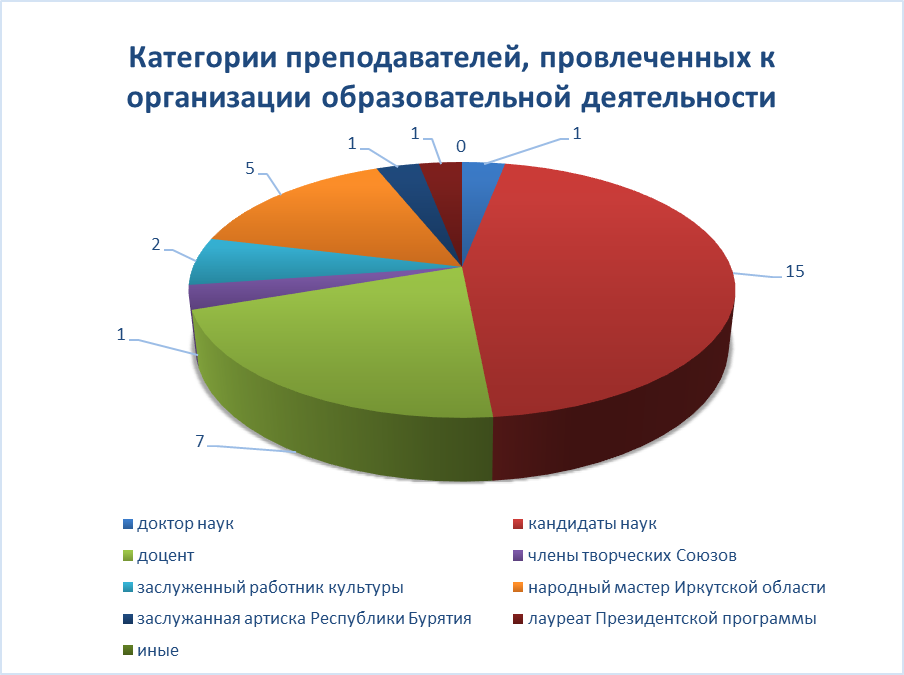 Категории преподавателей, провлеченных к
организации образовательной деятельности
1
1
0
1
5
2
15
1
7
доктор наук
кандидаты наук
доцент
члены творческих Союзов
заслуженный работник культуры
народный мастер Иркутской области
заслужанная артиска Республики Бурятия
лауреат Президентской программы
иные